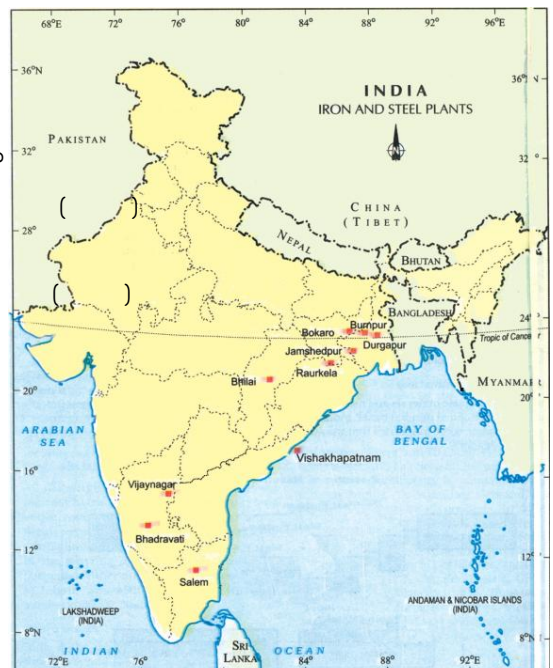 68°E 72° 76° 80° 84° 88° 92° 96°
36°N
INDIA
IRON AND STEEL PLANTS
PAKISTAN
32°
32
28°
CHINA
(TIBET)
NEPAL
28°
BHUTAN
BANGLADESH
24°
Burnpur
Bokaro
Durgapur
Tropic of Cancer
Jamshedpur
Raurkela
Bhilai
MYANMAR
20°
20°
ARABIAN
SEA
BAY OF
BENGAL
Vishakhapatnam
16°
Vijaynagar
Bhadravati
12°
12°
Salem
LAKSHADWEEP
(INDIA)
ANDAMAN & NICOBAR ISLANDS
(INDIA)
8°N
8°N
SRI
LANKA
INDIAN OCEAN
72°E 76° 80° 84° 88° 92°